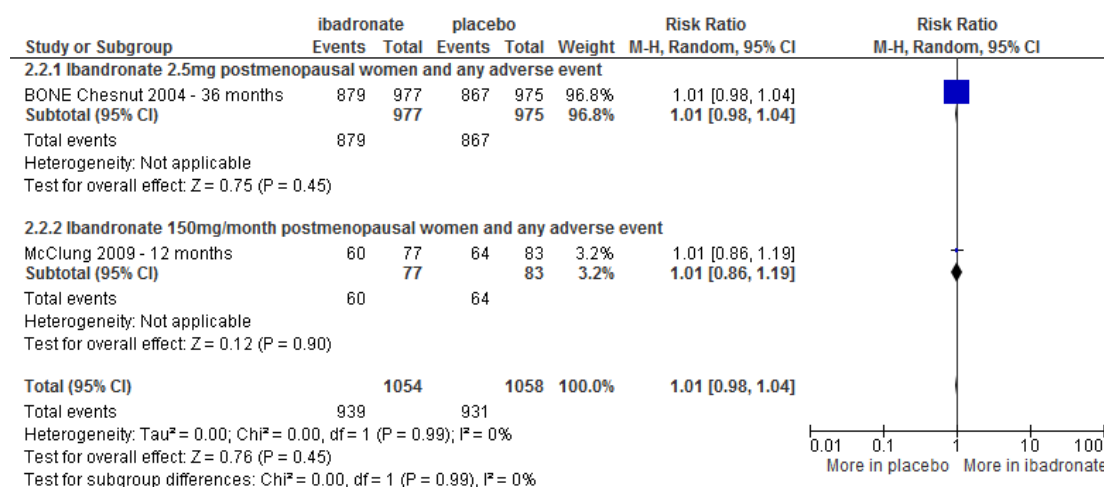 ibadronate placebo Risk Ratio Risk Ratio
Study or Subgroup Events Total Events Total Weight M-H, Random, 95% CI M-H, Random, 95% CI
2.2.1 Ibandronate 2.5mg postmenopausal women and any adverse event
BONE Chesnut 2004 - 36 months 879 977 867 975 96.8% 1.01 [0.98, 1.04]
Subtotal (95% CI) 977 975 96.8% 1.01 [0.98, 1.04]
Total events 879 867
Heterogeneity: Not applicable
Test for overall effect: Z = 0.75 (P = 0.45)
2.2.2 Ibandronate 150mg/month postmenopausal women and any adverse event
McClung 2009 - 12 months 60 77 64 83 3.2% 1.01 [0.86, 1.19]
Subtotal (95% CI) 77 83 3.2% 1.01 [0.86, 1.19]
Total events 60 64
Heterogeneity: Not applicable
Test for overall effect: Z = 0.12 (P = 0.90)
Total (95% CI) 1054 1058 100.0% 1.01 [0.98, 1.04]
Total events 939 931
Heterogeneity: Tau² = 0.00; Chi² = 0.00, df = 1 (P = 0.99); I² = 0%
Test for overall effect: Z = 0.76 (P = 0.45)
Test for subgroup differences: Chi² = 0.00, df = 1 (P = 0.99), I² = 0%
0.01 0.1 1 10 100
More in placebo More in ibadronate